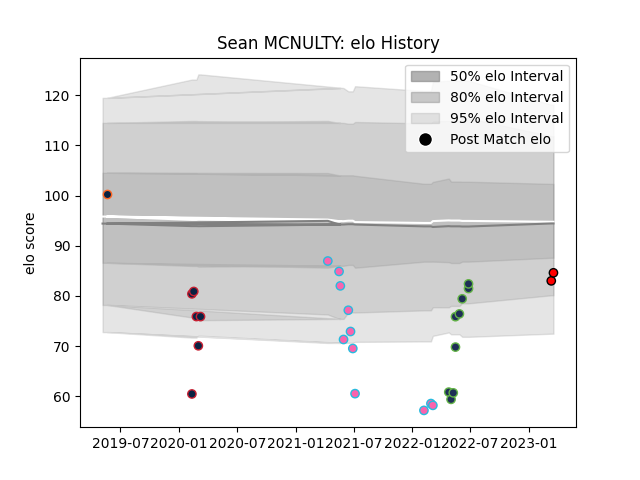 Sean MCNULTY: elo History
50% elo Interval
80% elo Interval
95% elo Interval
Post Match elo
elo score
120
110
100
90
80
70
60
2019-07 2020-01 2020-07 2021-01 2021-07 2022-01 2022-07 2023-01